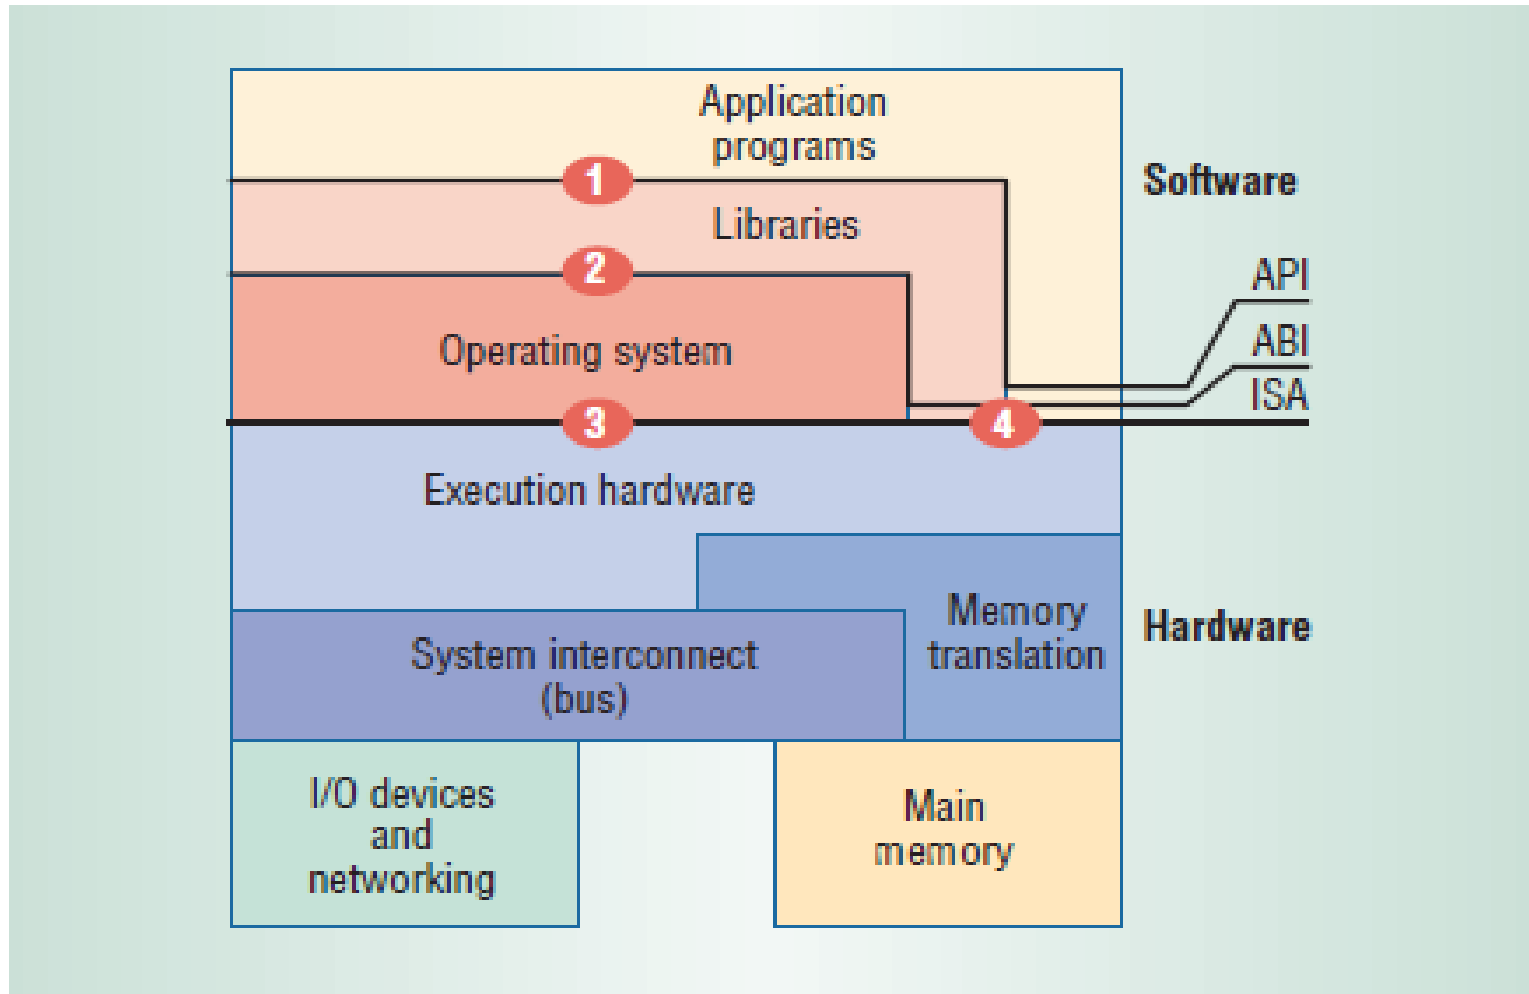 Application
programs
1
Software
Libraries
2
API
Operating system
ABI
ISA
3
4
Execution hardware
Memory
translation
Hardware
System interconnect
(bus)
I/O devices
and
networking
Main
memory